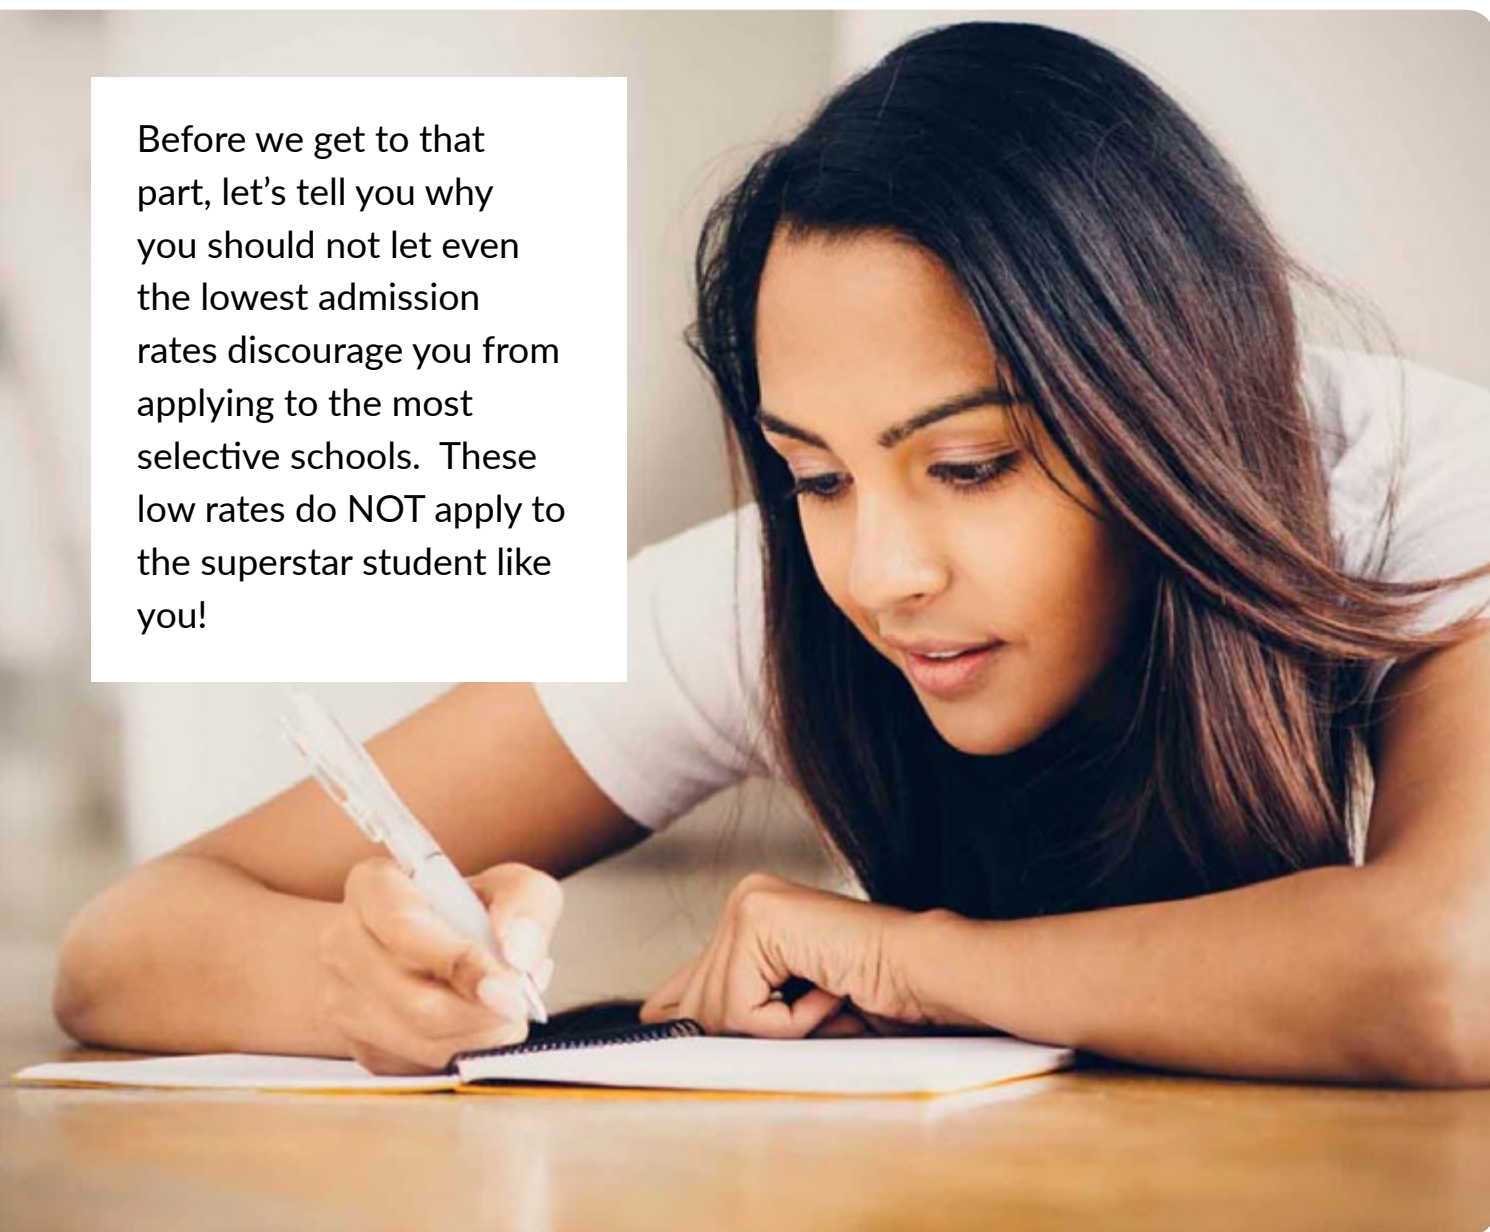 Before we get to that
part, let’s tell you why
you should not let even
the lowest admission
rates discourage you from
applying to the most
selective schools.  These
low rates do NOT apply to
the superstar student like
you!